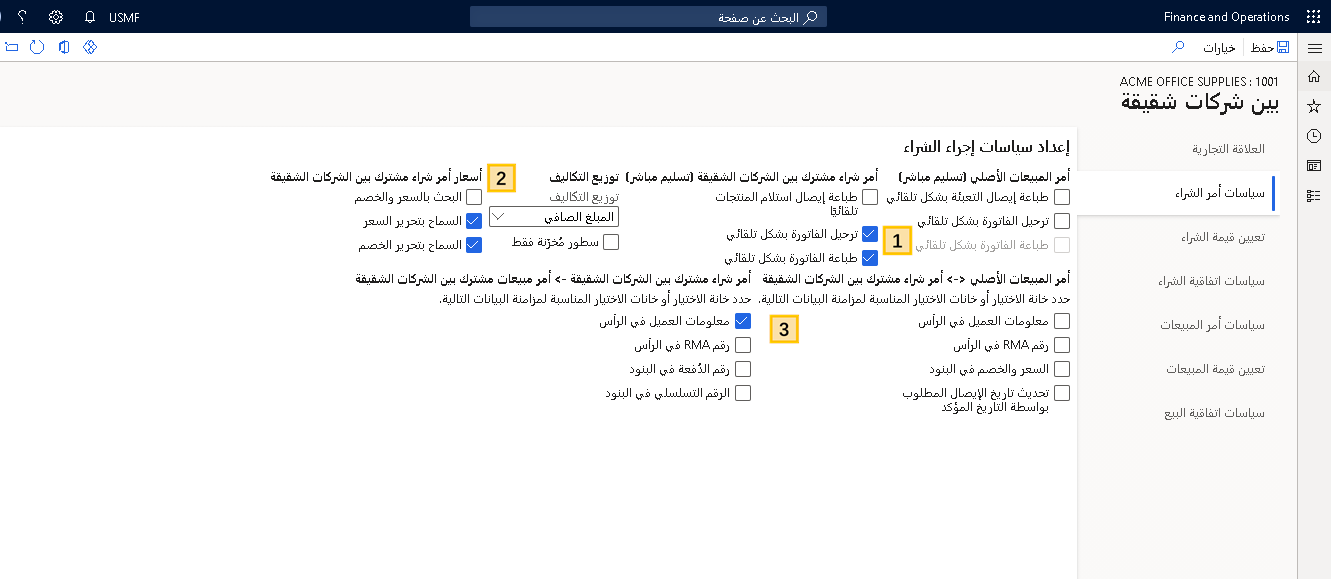 Finance and Operations
البحث عن صفحة
USMF
حفظ
خيارات
ACME OFFICE SUPPLIES : 1001
بين شركات شقيقة
العلاقة التجارية
سياسات أمر الشراء
تعيين قيمة الشراء
سياسات اتفاقية الشراء
سياسات أمر المبيعات
تعيين قيمة المبيعات
سياسات اتفاقية البيع
إعداد سياسات إجراء الشراء
أمر المبيعات الأصلي (تسليم مباشر)
طباعة إيصال التعبئة بشكل تلقائي
ترحيل الفاتورة بشكل تلقائي
طباعة الفاتورة بشكل تلقائي
1
أمر شراء مشترك بين الشركات الشقيقة (تسليم مباشر)
طباعة إيصال استلام المنتجات
تلقائيًا
ترحيل الفاتورة بشكل تلقائي
طباعة الفاتورة بشكل تلقائي
توزيع التكاليف
توزيع التكاليف
المبلغ الصافي
سطور مُخزّنة فقط
2
أسعار أمر شراء مشترك بين الشركات الشقيقة
البحث بالسعر والخصم
السماح بتحرير السعر
السماح بتحرير الخصم
أمر المبيعات الأصلي <-> أمر شراء مشترك بين الشركات الشقيقة
حدد خانة الاختيار أو خانات الاختيار المناسبة لمزامنة البيانات التالية.
معلومات العميل في الرأس
رقم RMA في الرأس
السعر والخصم في البنود
تحديث تاريخ الإيصال المطلوب
بواسطة التاريخ المؤكد
3
أمر شراء مشترك بين الشركات الشقيقة -> أمر مبيعات مشترك بين الشركات الشقيقة
حدد خانة الاختيار أو خانات الاختيار المناسبة لمزامنة البيانات التالية.
معلومات العميل في الرأس
رقم RMA في الرأس
رقم الدُفعة في البنود
الرقم التسلسلي في البنود